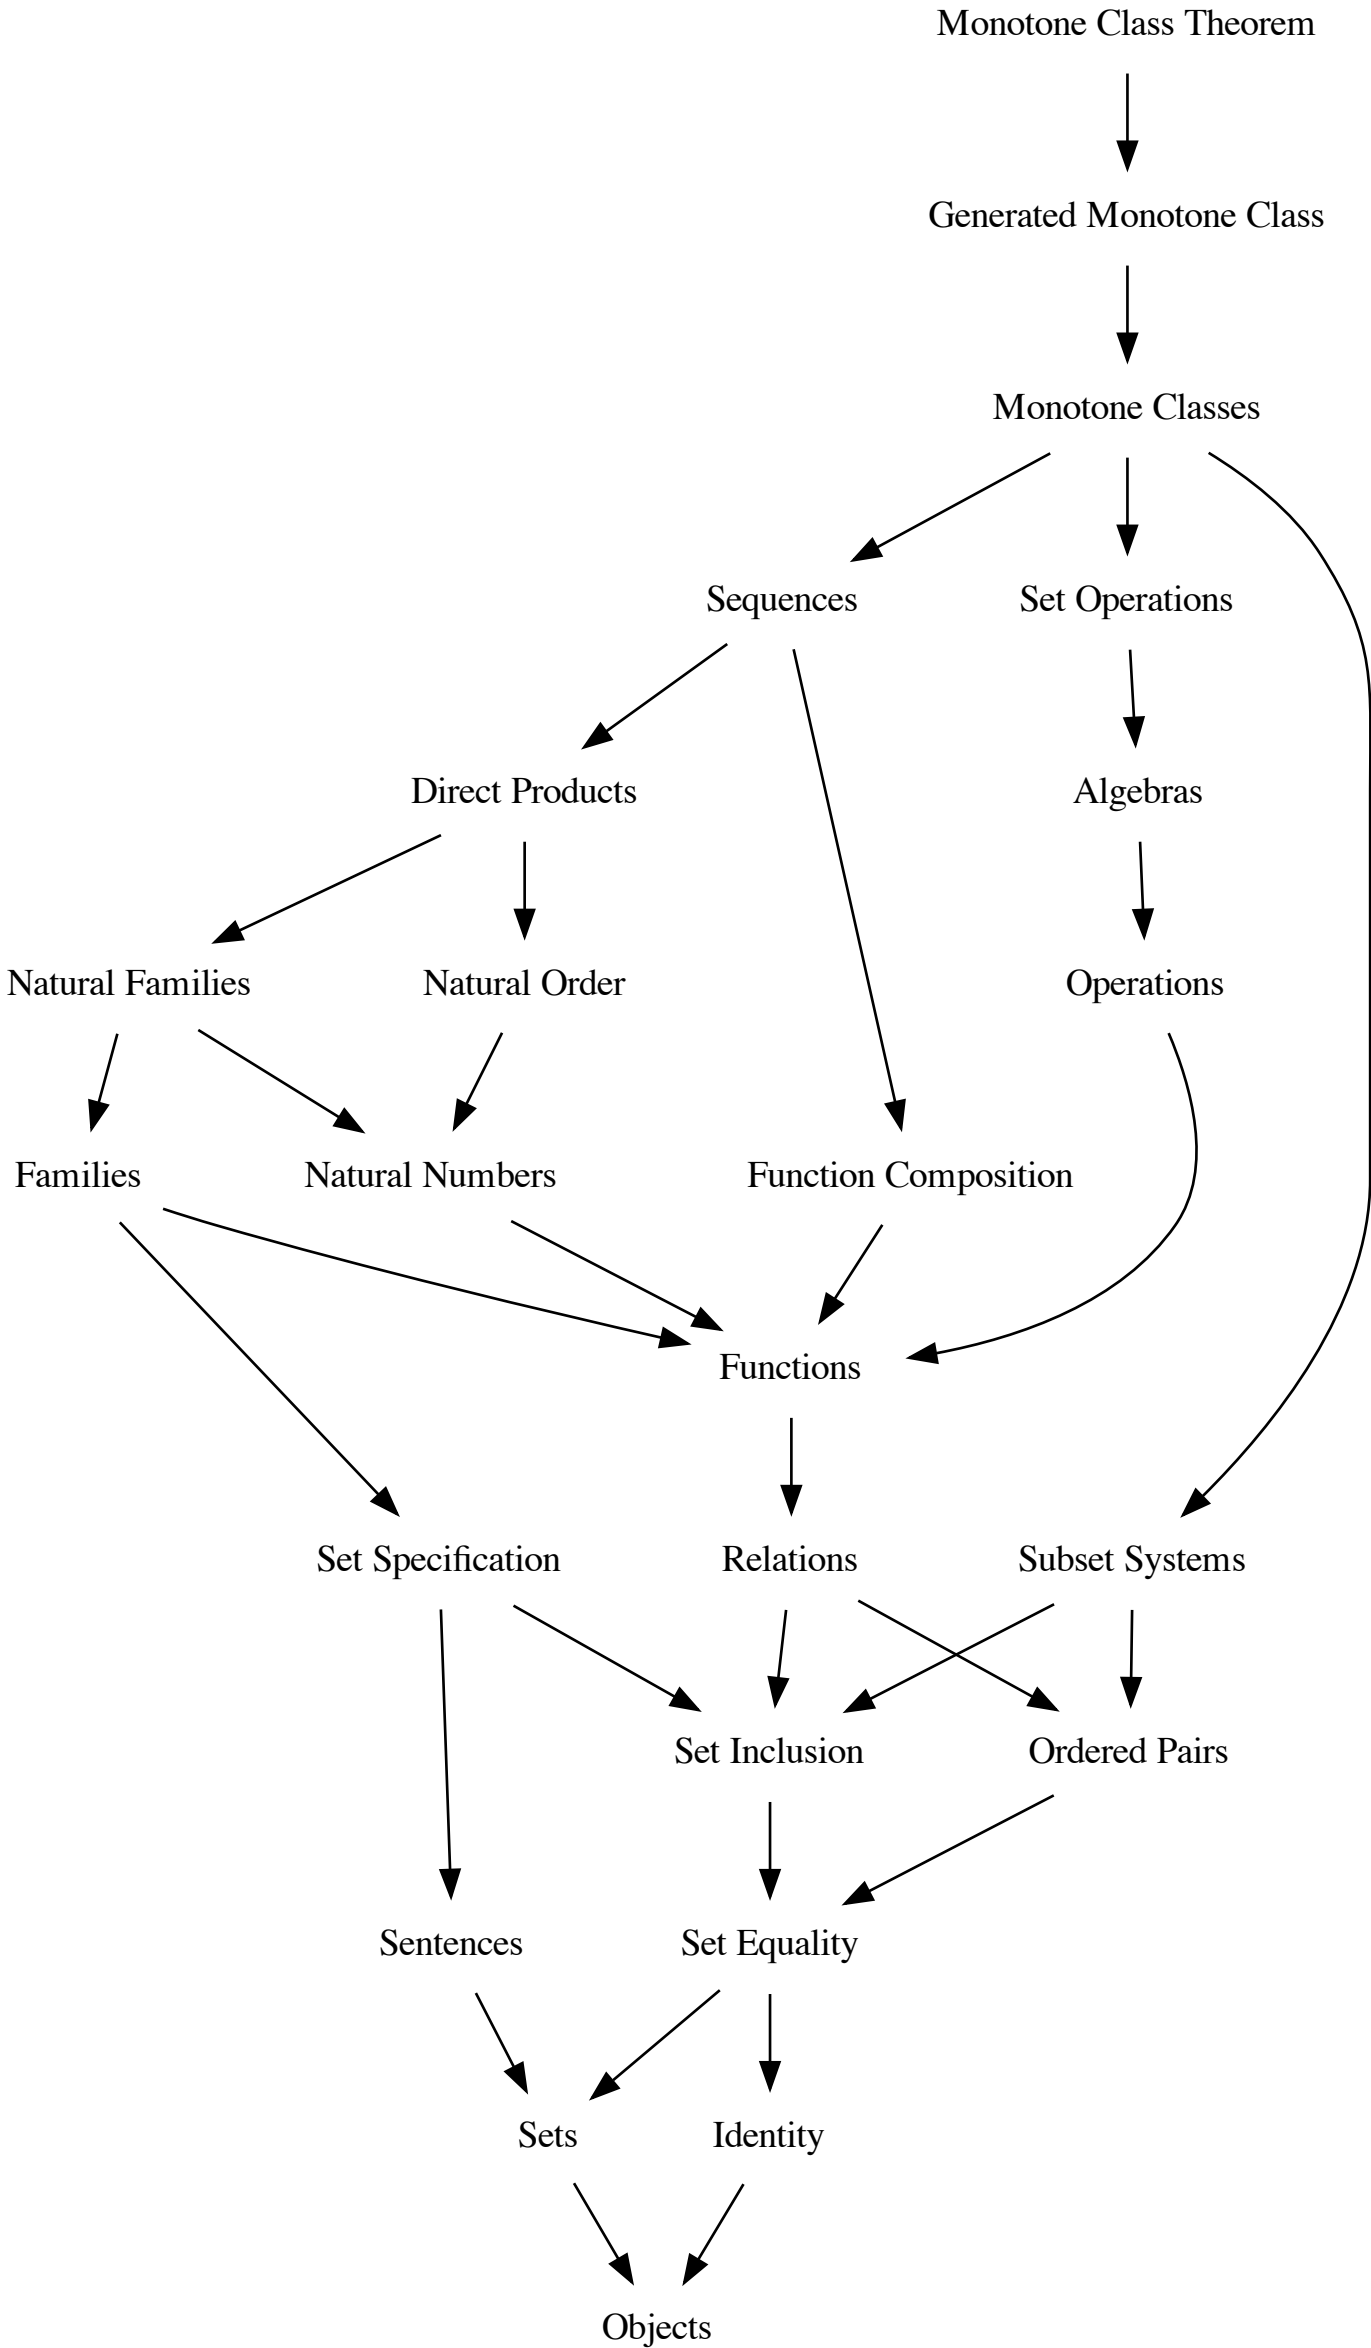 Monotone Class Theorem
Generated Monotone Class
Monotone Classes
Sequences
Set Operations
Direct Products
Algebras
Natural Families
Natural Order
Operations
Families
Natural Numbers
Function Composition
Functions
Set Specification
Relations
Subset Systems
Set Inclusion
Ordered Pairs
Sentences
Set Equality
Sets
Identity
Objects